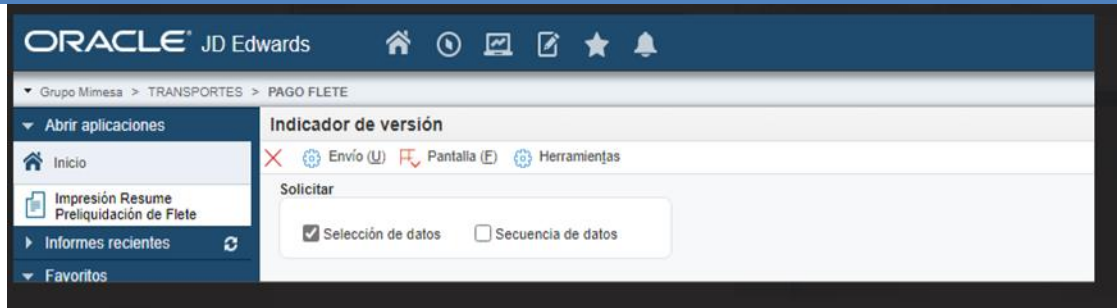 ORACLE® JD Edwards
Grupo Mimesa > TRANSPORTES > PAGO FLETE
Abrir aplicaciones
Inicio
Impresión Resume
Preliquidación de Flete
Informes recientes
Favoritos
Indicador de versión
Envío (U) Pantalla (F) Herramientas
Solicitar
Selección de datos Secuencia de datos